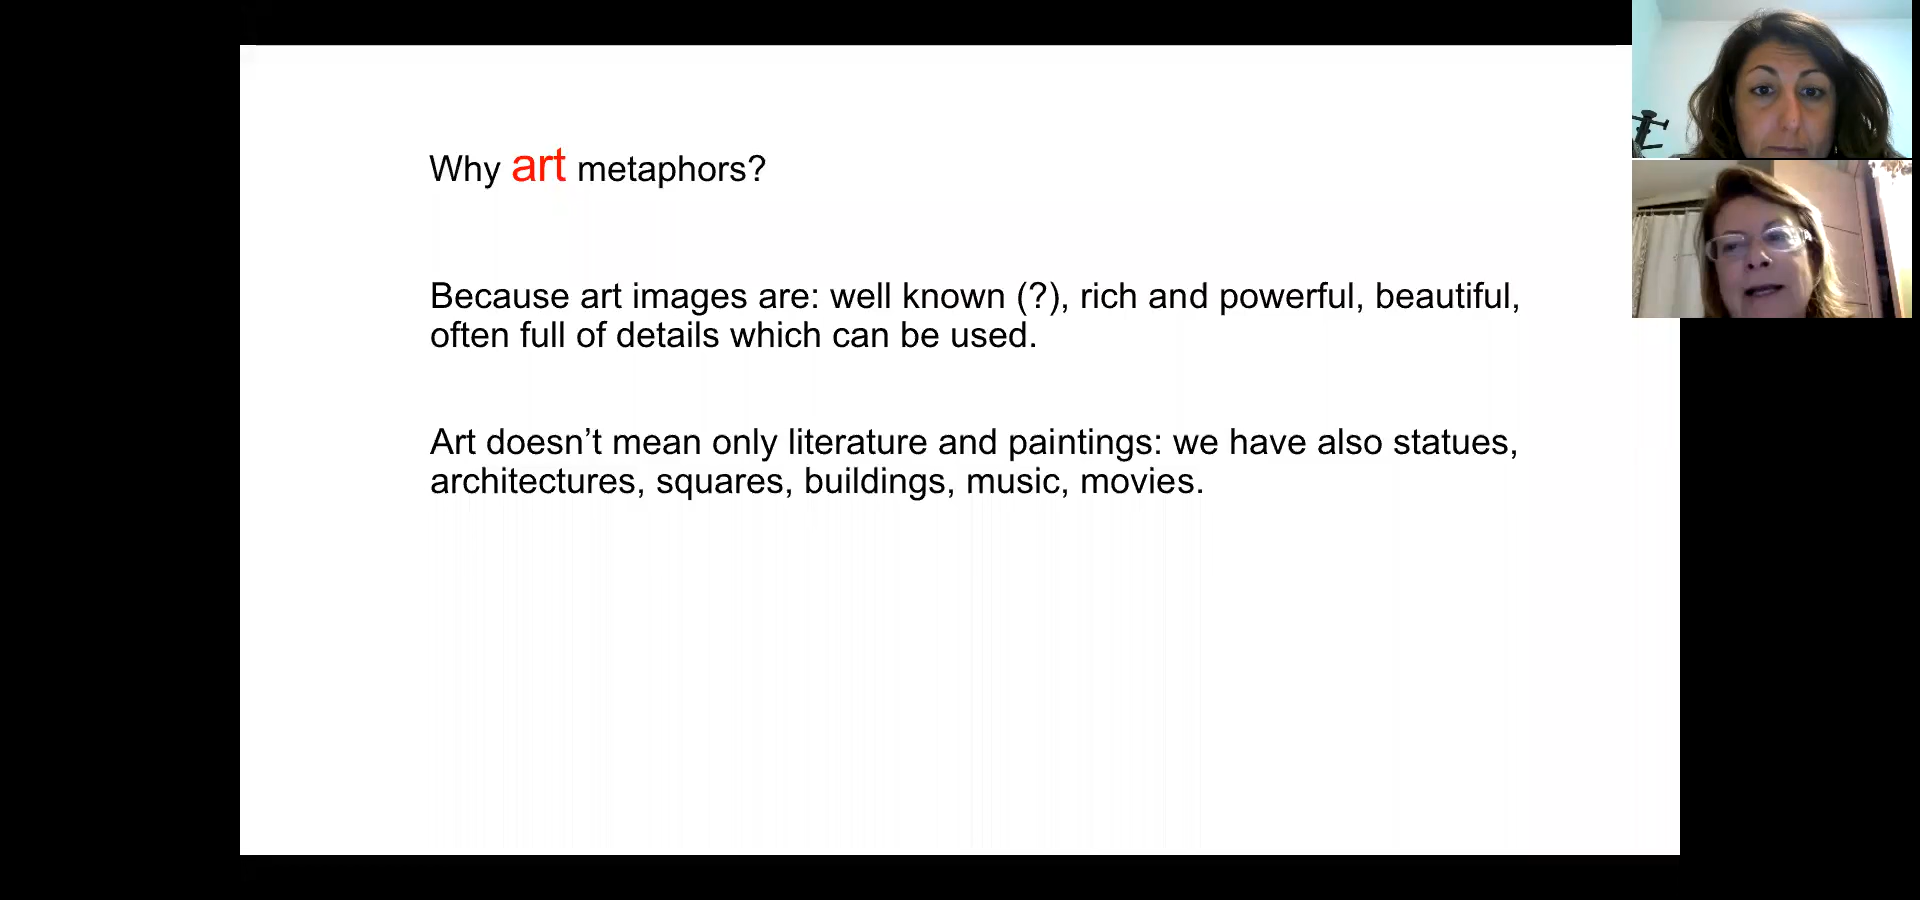 Why art metaphors?
Because art images are: well known (?), rich and powerful, beautiful,
often full of details which can be used.
Art doesn’t mean only literature and paintings: we have also statues,
architectures, squares, buildings, music, movies.